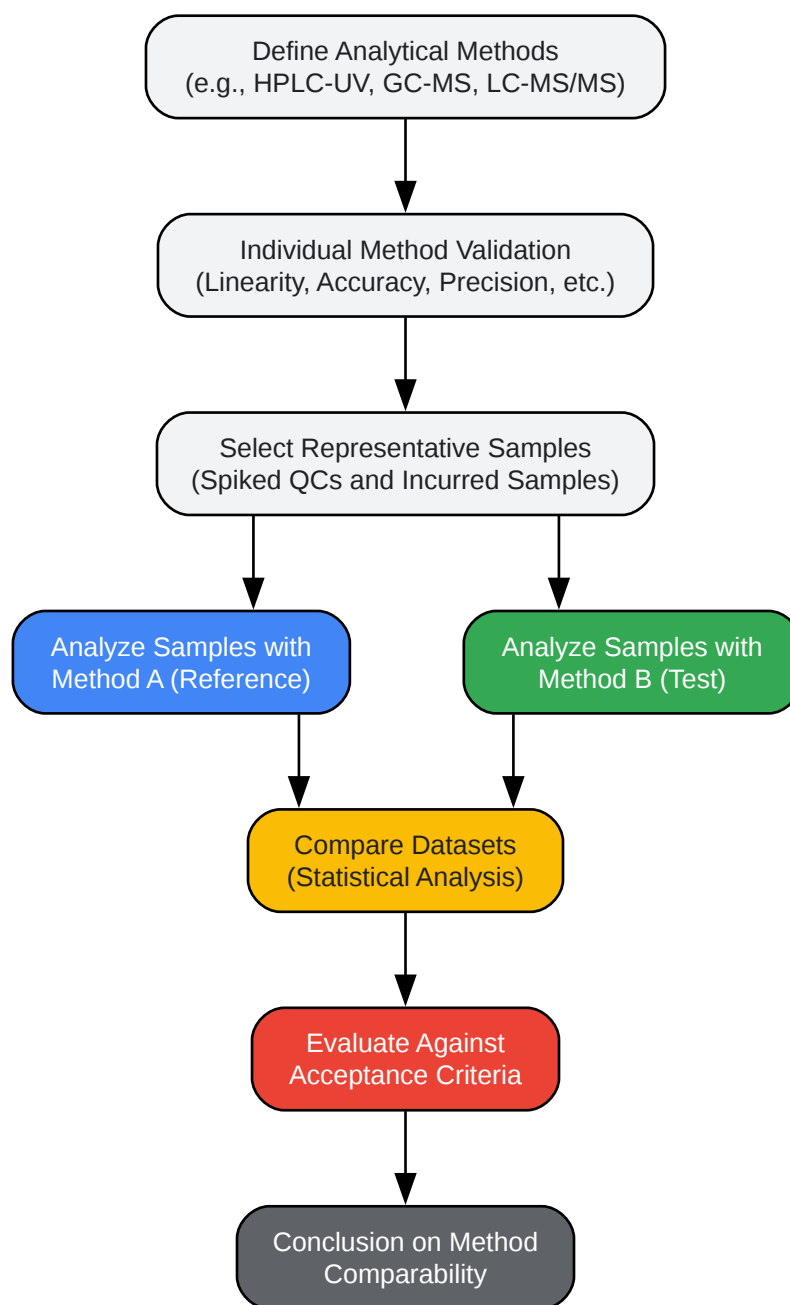 Define Analytical Methods
(e.g., HPLC-UV, GC-MS, LC-MS/MS)
Individual Method Validation
(Linearity, Accuracy, Precision, etc.)
Select Representative Samples
(Spiked QCs and Incurred Samples)
Analyze Samples with
Method A (Reference)
Analyze Samples with
Method B (Test)
Compare Datasets
(Statistical Analysis)
Evaluate Against
Acceptance Criteria
Conclusion on Method
Comparability